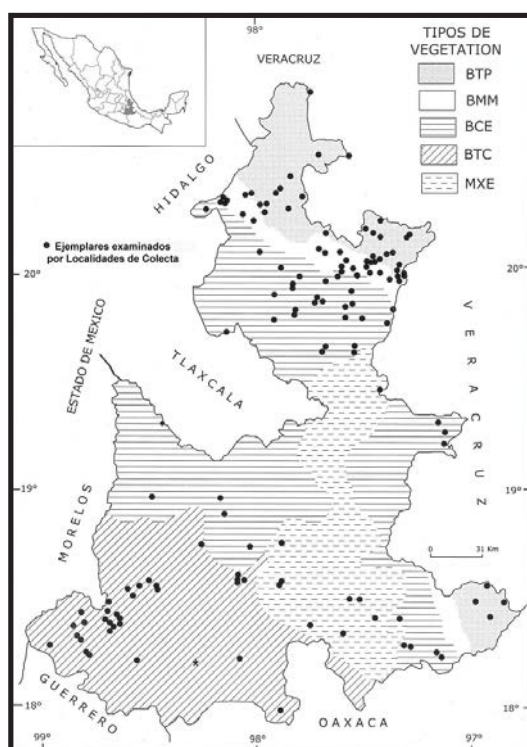 98°
TIPOS DE
VEGETATION
BTP
BMM
BCE
BTC
MXE
VERACRUZ
HIDALGO
● Ejemplares examinados
por Localidades de Colecta
20°
20°
ESTADO DE MEXICO
TLAXCALA
VERACRUZ
19°
19°
MORELOS
0 31 Km
*
GUERRERO
OAXACA
18°
18°
99°
98°
97°